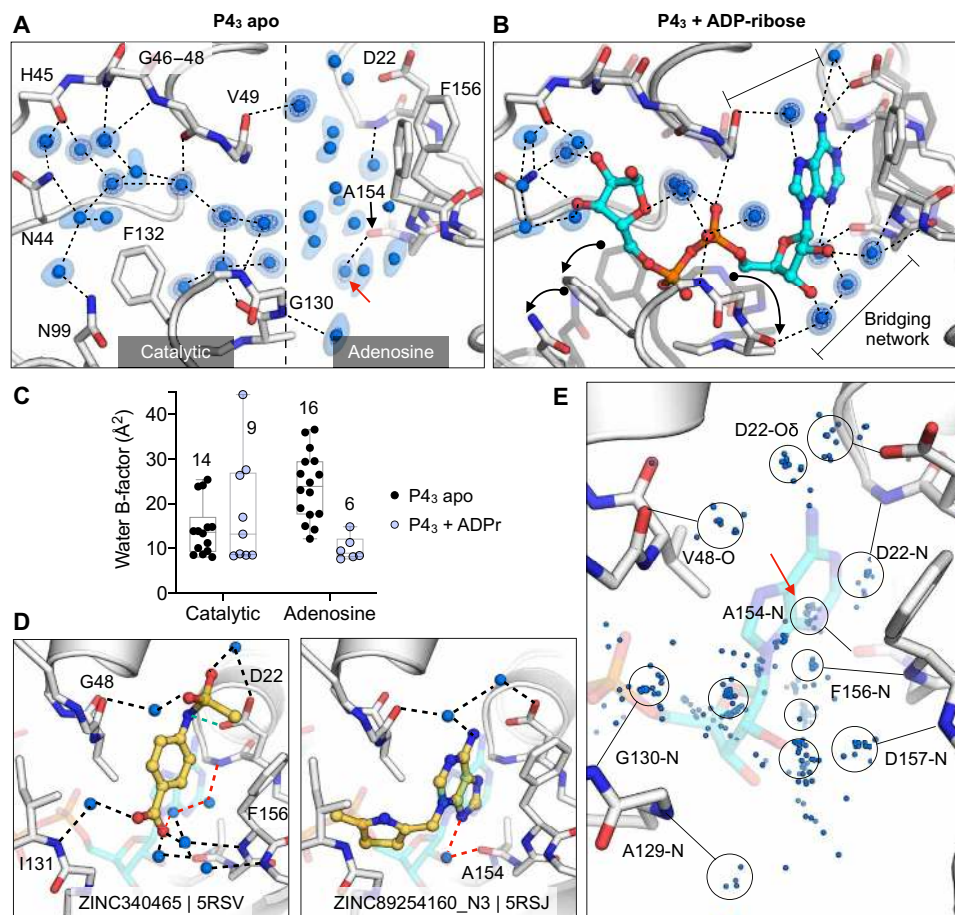 P4₃ apo
P4₃ + ADP-ribose
A
H45
G46–48
D22
V49
F156
A154
N44
F132
G130
N99
Catalytic
Adenosine
B
Bridging
network
C
Water B-factor (Å²)
40
30
20
10
0
14
9
16
6
Catalytic
Adenosine
P4₃ apo
P4₃ + ADPr
D
G48
D22
F156
I131
ZINC340465 | 5RSV
A154
ZINC89254160_N3 | 5RSJ
E
D22-Oδ
V48-O
D22-N
A154-N
F156-N
G130-N
D157-N
A129-N